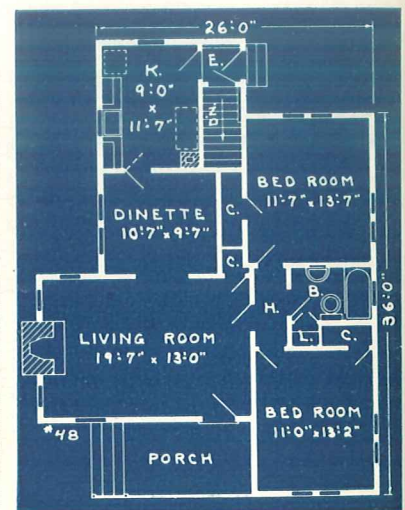 26'-0"
K.
9'-0"
x
11'-7"
E.
DN
BED ROOM
11'-7" x 13'-7"
DINETTE
10'-7" x 9'-7"
C.
C.
36'-0"
H.
B.
L.
C.
LIVING ROOM
19'-7" x 13'-0"
BED ROOM
11'-0" x 13'-2"
#48
PORCH